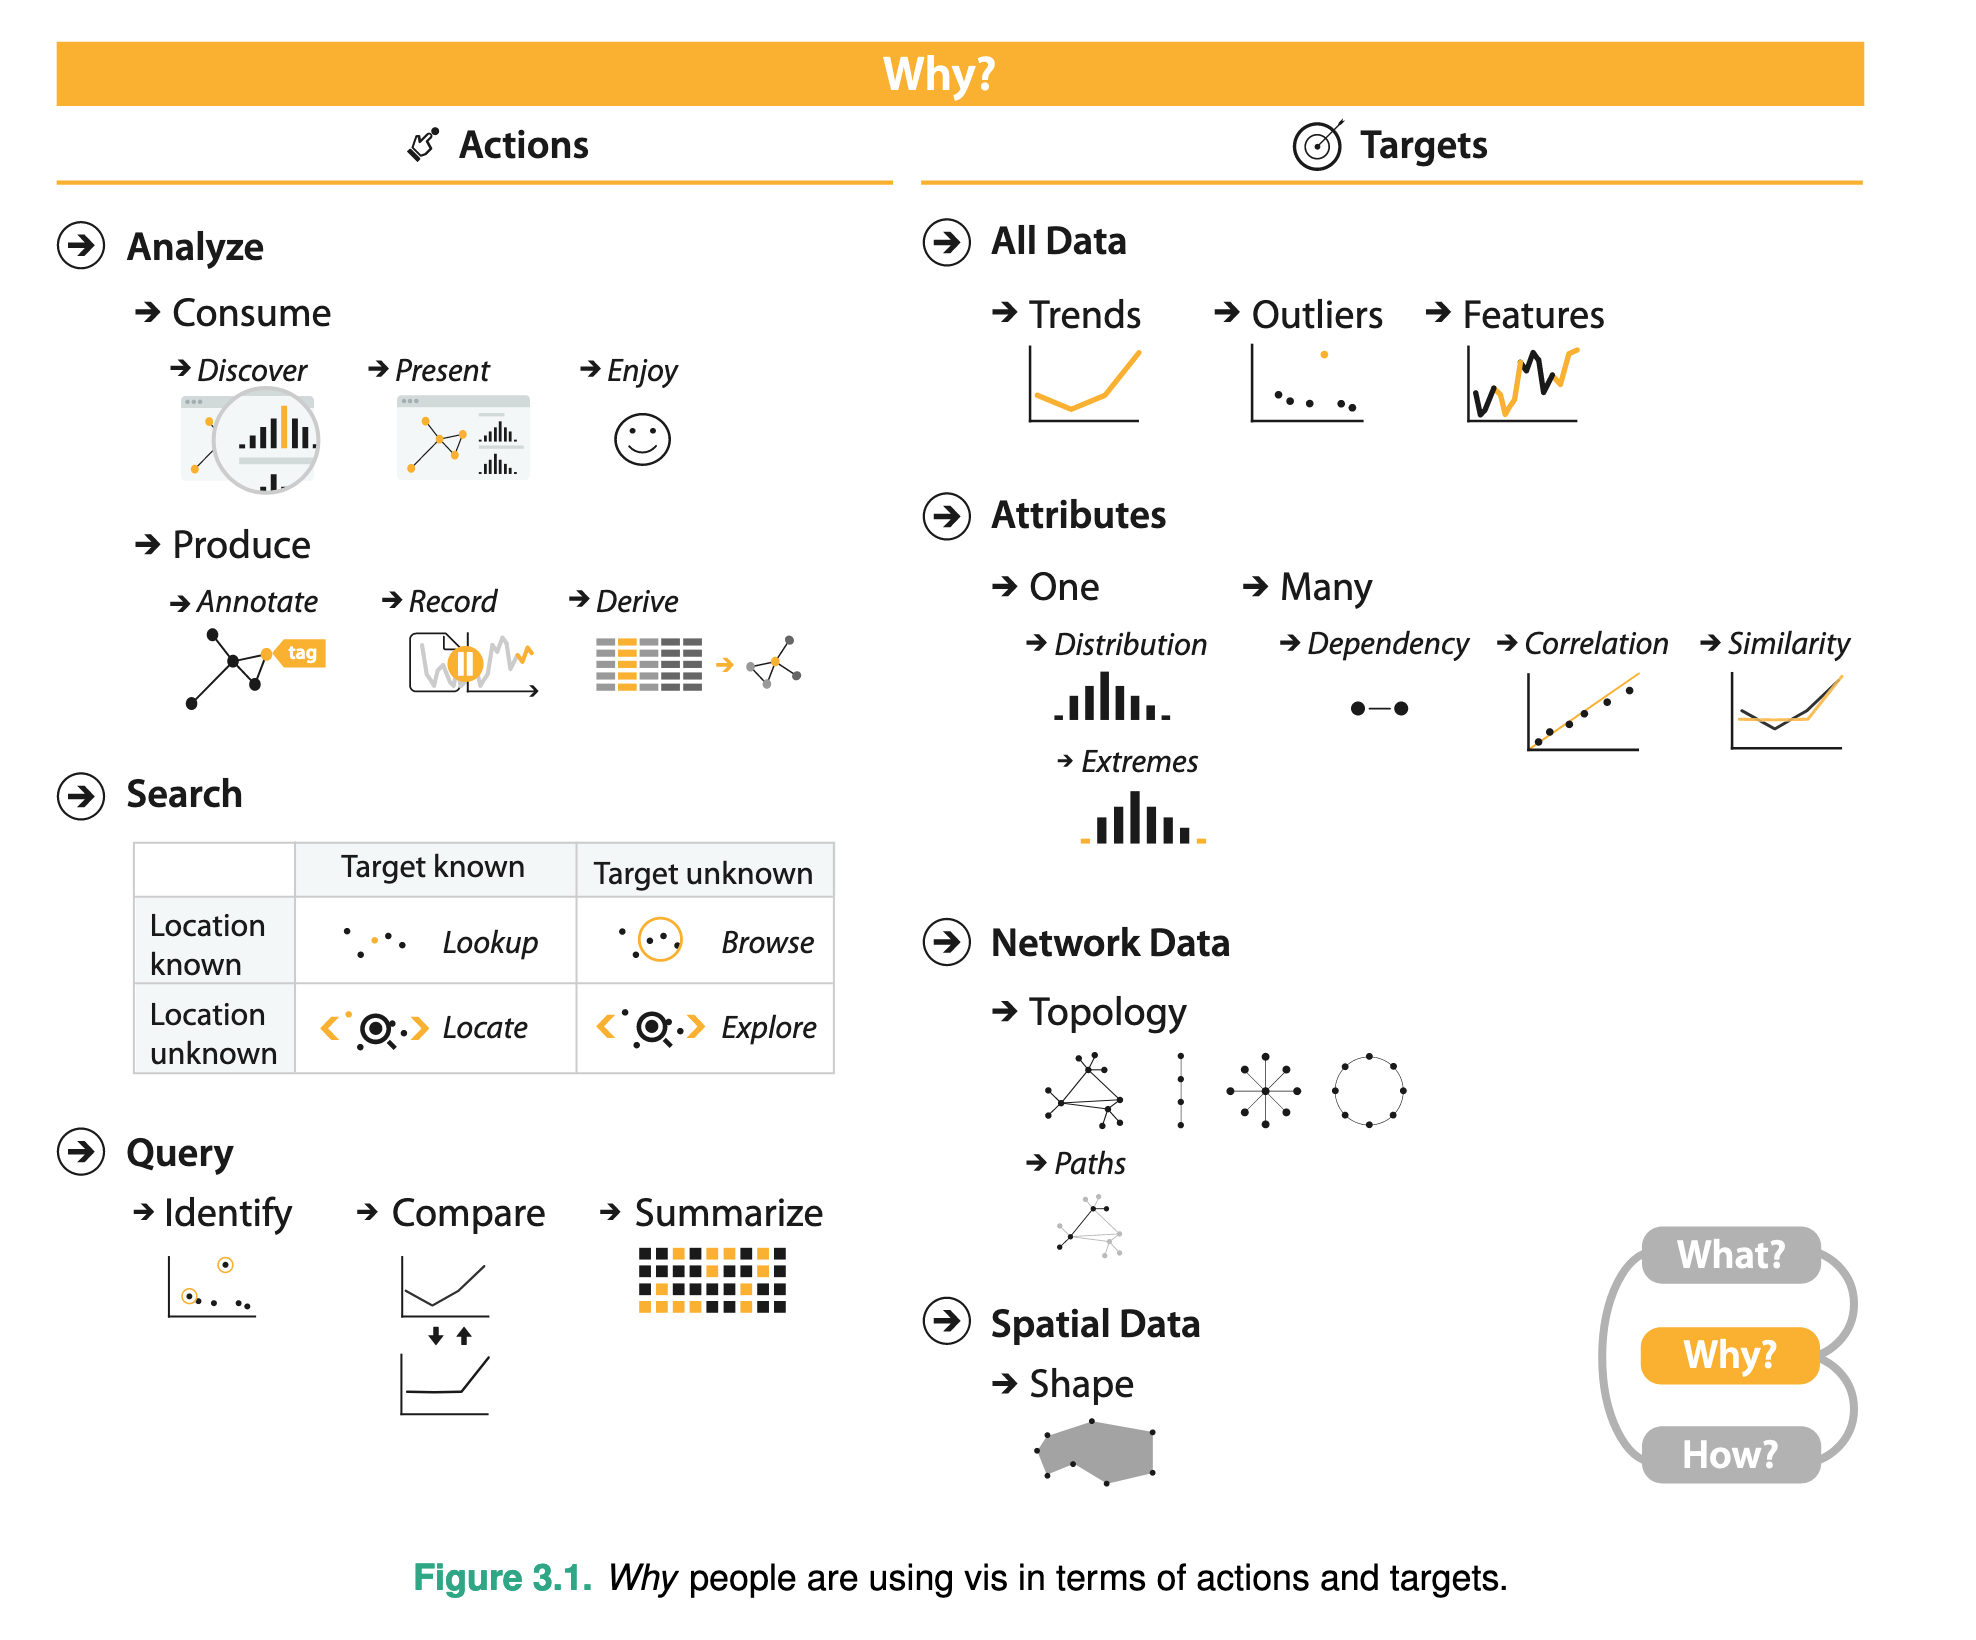 Why?
Actions
Analyze
Consume
Discover
Present
Enjoy
Produce
Annotate
Record
Derive
tag
Search
Target known
Target unknown
Location
known
Lookup
Browse
Location
unknown
Locate
Explore
Query
Identify
Compare
Summarize
Targets
All Data
Trends
Outliers
Features
Attributes
One
Many
Distribution
Dependency
Correlation
Similarity
Extremes
Network Data
Topology
Paths
Spatial Data
Shape
What?
Why?
How?
Figure 3.1. Why people are using vis in terms of actions and targets.